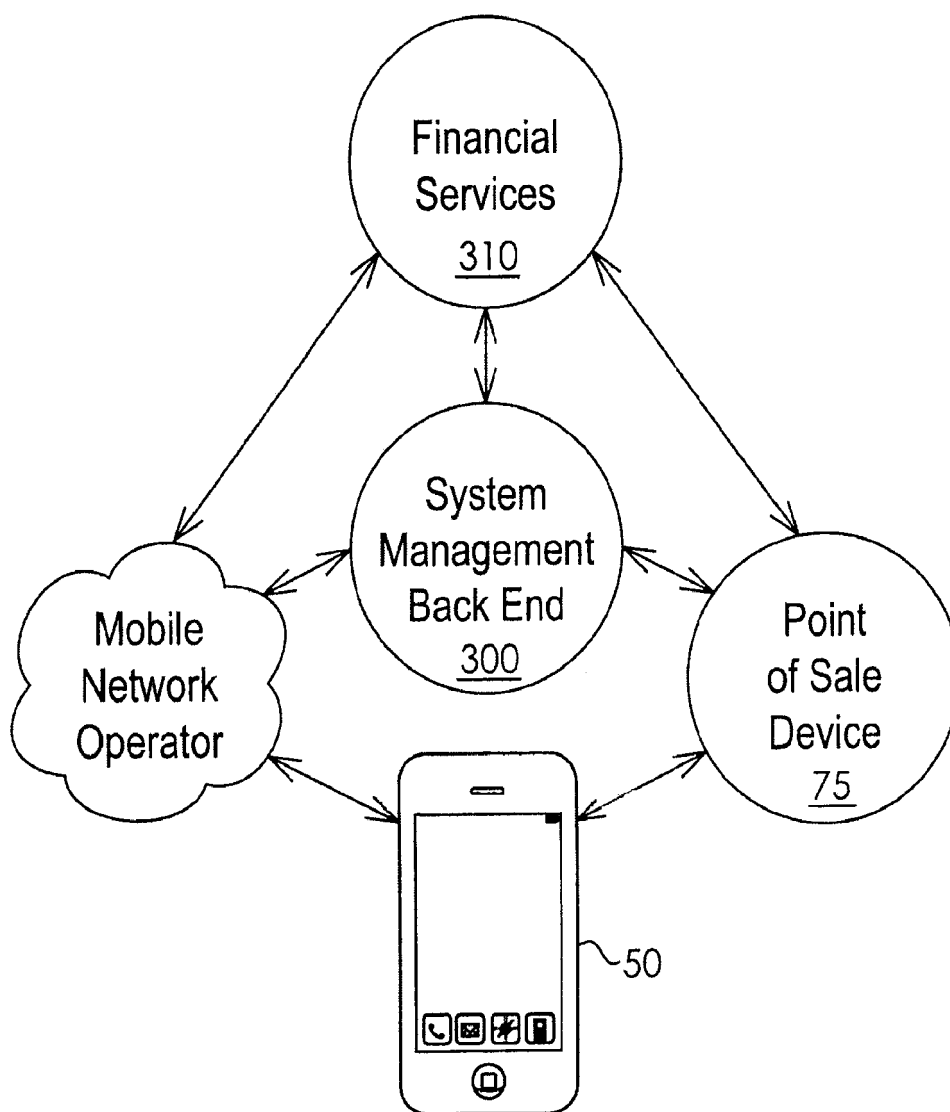 Financial
Services
310
System
Management
Back End
300
Mobile
Network
Operator
Point
of Sale
Device
75
50